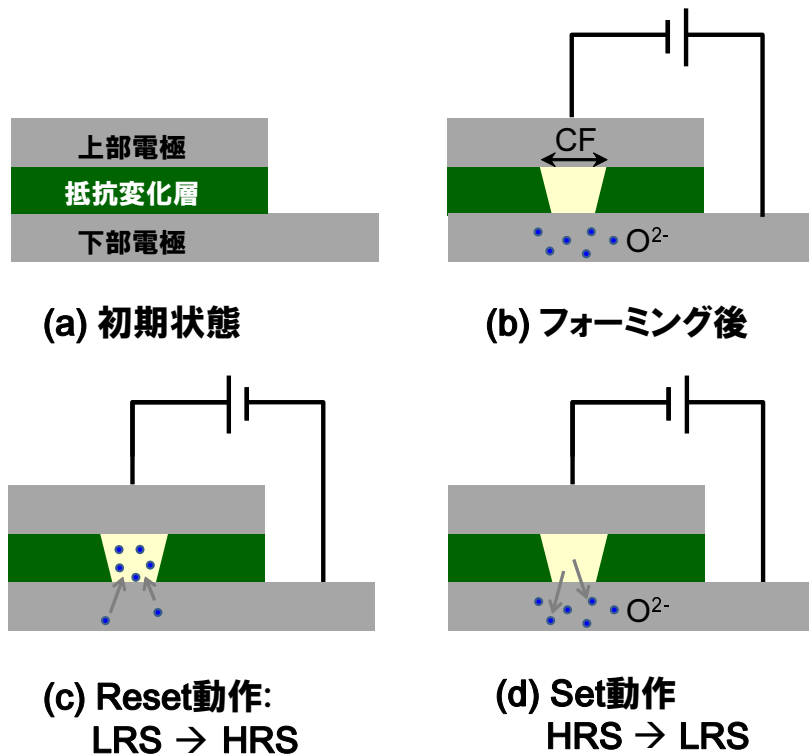 上部電極
抵抗変化層
下部電極
(a) 初期状態
CF
O²⁻
(b) フォーミング後
(c) Reset動作:
LRS → HRS
O²⁻
(d) Set動作
HRS → LRS